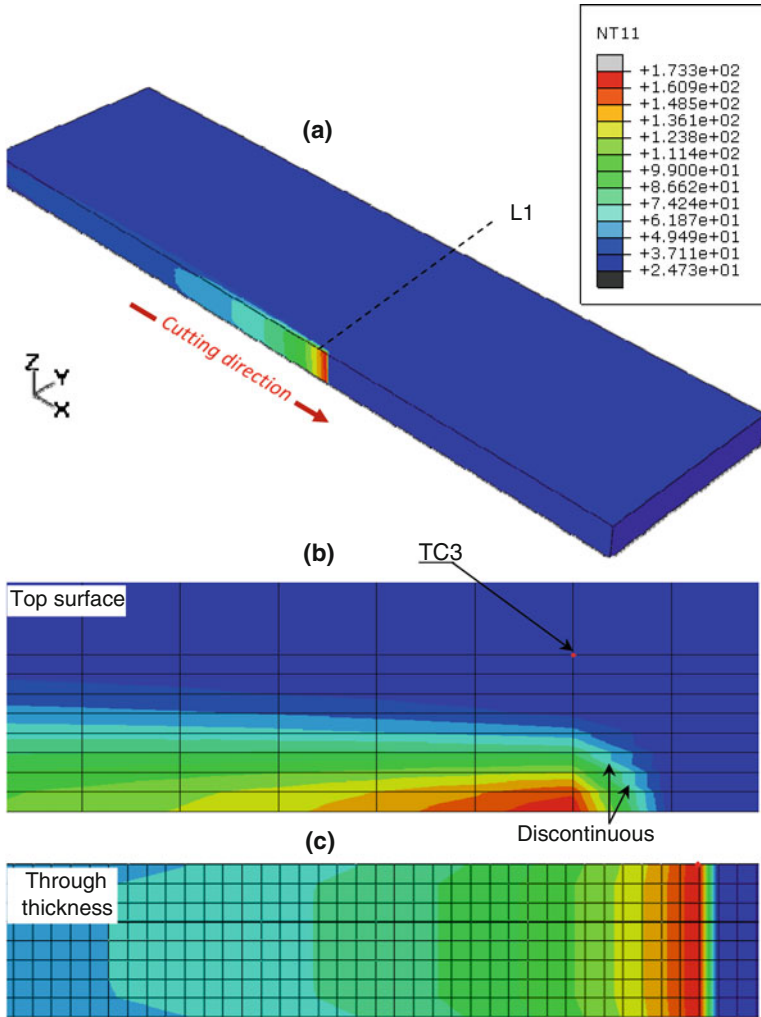 NT11
+1.733e+02
+1.609e+02
+1.485e+02
+1.361e+02
+1.238e+02
+1.114e+02
+9.900e+01
+8.662e+01
+7.424e+01
+6.187e+01
+4.949e+01
+3.711e+01
+2.473e+01
(a)
L1
Cutting direction
Z
Y
X
(b)
TC3
Top surface
Discontinuous
(c)
Through
thickness